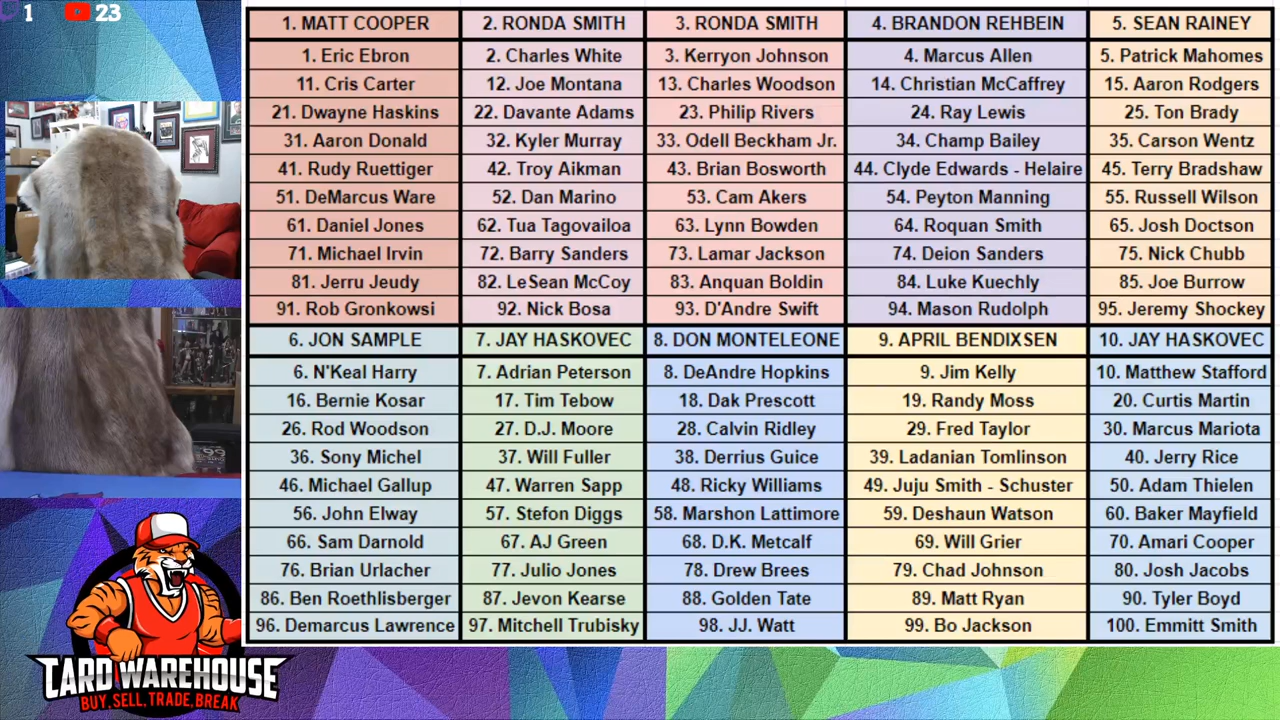 1
23
1. MATT COOPER 2. RONDA SMITH 3. RONDA SMITH 4. BRANDON REHBEIN 5. SEAN RAINEY
1. Eric Ebron 2. Charles White 3. Kerryon Johnson 4. Marcus Allen 5. Patrick Mahomes
11. Cris Carter 12. Joe Montana 13. Charles Woodson 14. Christian McCaffrey 15. Aaron Rodgers
21. Dwayne Haskins 22. Davante Adams 23. Philip Rivers 24. Ray Lewis 25. Ton Brady
31. Aaron Donald 32. Kyler Murray 33. Odell Beckham Jr. 34. Champ Bailey 35. Carson Wentz
41. Rudy Ruettiger 42. Troy Aikman 43. Brian Bosworth 44. Clyde Edwards - Helaire 45. Terry Bradshaw
51. DeMarcus Ware 52. Dan Marino 53. Cam Akers 54. Peyton Manning 55. Russell Wilson
61. Daniel Jones 62. Tua Tagovailoa 63. Lynn Bowden 64. Roquan Smith 65. Josh Doctson
71. Michael Irvin 72. Barry Sanders 73. Lamar Jackson 74. Deion Sanders 75. Nick Chubb
81. Jerru Jeudy 82. LeSean McCoy 83. Anquan Boldin 84. Luke Kuechly 85. Joe Burrow
91. Rob Gronkowsi 92. Nick Bosa 93. D'Andre Swift 94. Mason Rudolph 95. Jeremy Shockey
6. JON SAMPLE 7. JAY HASKOVEC 8. DON MONTELEONE 9. APRIL BENDIXSEN 10. JAY HASKOVEC
6. N'Keal Harry 7. Adrian Peterson 8. DeAndre Hopkins 9. Jim Kelly 10. Matthew Stafford
16. Bernie Kosar 17. Tim Tebow 18. Dak Prescott 19. Randy Moss 20. Curtis Martin
26. Rod Woodson 27. D.J. Moore 28. Calvin Ridley 29. Fred Taylor 30. Marcus Mariota
36. Sony Michel 37. Will Fuller 38. Derrius Guice 39. Ladanian Tomlinson 40. Jerry Rice
46. Michael Gallup 47. Warren Sapp 48. Ricky Williams 49. Juju Smith - Schuster 50. Adam Thielen
56. John Elway 57. Stefon Diggs 58. Marshon Lattimore 59. Deshaun Watson 60. Baker Mayfield
66. Sam Darnold 67. AJ Green 68. D.K. Metcalf 69. Will Grier 70. Amari Cooper
76. Brian Urlacher 77. Julio Jones 78. Drew Brees 79. Chad Johnson 80. Josh Jacobs
86. Ben Roethlisberger 87. Jevon Kearse 88. Golden Tate 89. Matt Ryan 90. Tyler Boyd
96. Demarcus Lawrence 97. Mitchell Trubisky 98. JJ. Watt 99. Bo Jackson 100. Emmitt Smith
99
CARD WAREHOUSE
BUY, SELL, TRADE, BREAK